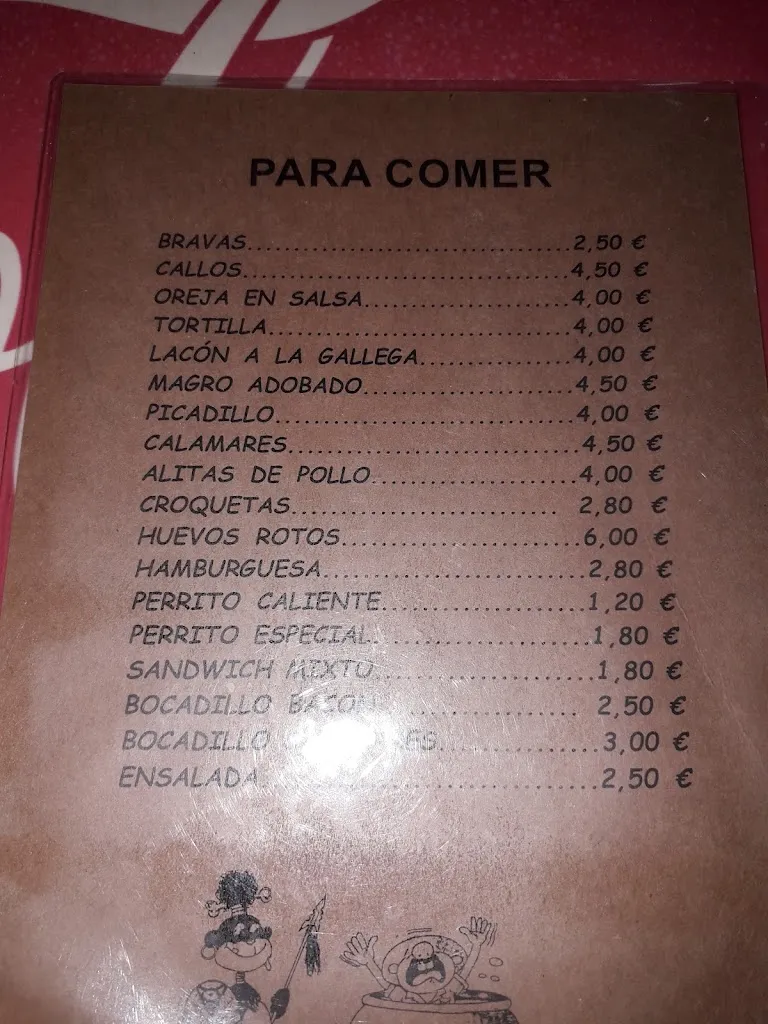 PARA COMER
BRAVAS................................2,50 €
CALLOS................................4,50 €
OREJA EN SALSA....................4,00 €
TORTILLA..............................4,00 €
LACÓN A LA GALLEGA...............4,00 €
MAGRO ADOBADO.....................4,50 €
PICADILLO.............................4,00 €
CALAMARES............................4,50 €
ALITAS DE POLLO....................4,00 €
CROQUETAS.......................... 2,80 €
HUEVOS ROTOS.......................6,00 €
HAMBURGUESA.........................2,80 €
PERRITO CALIENTE...................1,20 €
PERRITO ESPECIAL....................1,80 €
SANDWICH MIXTO.....................1,80 €
BOCADILLO BACON................... 2,50 €
BOCADILLO ...............3,00 €
ENSALADA..............................2,50 €